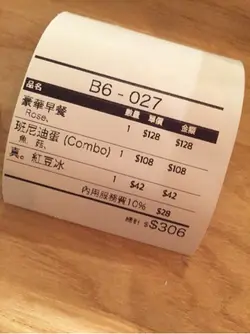 B6 - 027
品名 數量 單價 金額
豪華早餐 1 $128 $128
Rose.
班尼迪蛋 (Combo) 1 $108 $108
魚. 菇.
真。紅豆冰 1 $42 $42
內用服務費10% $28
總計: $306